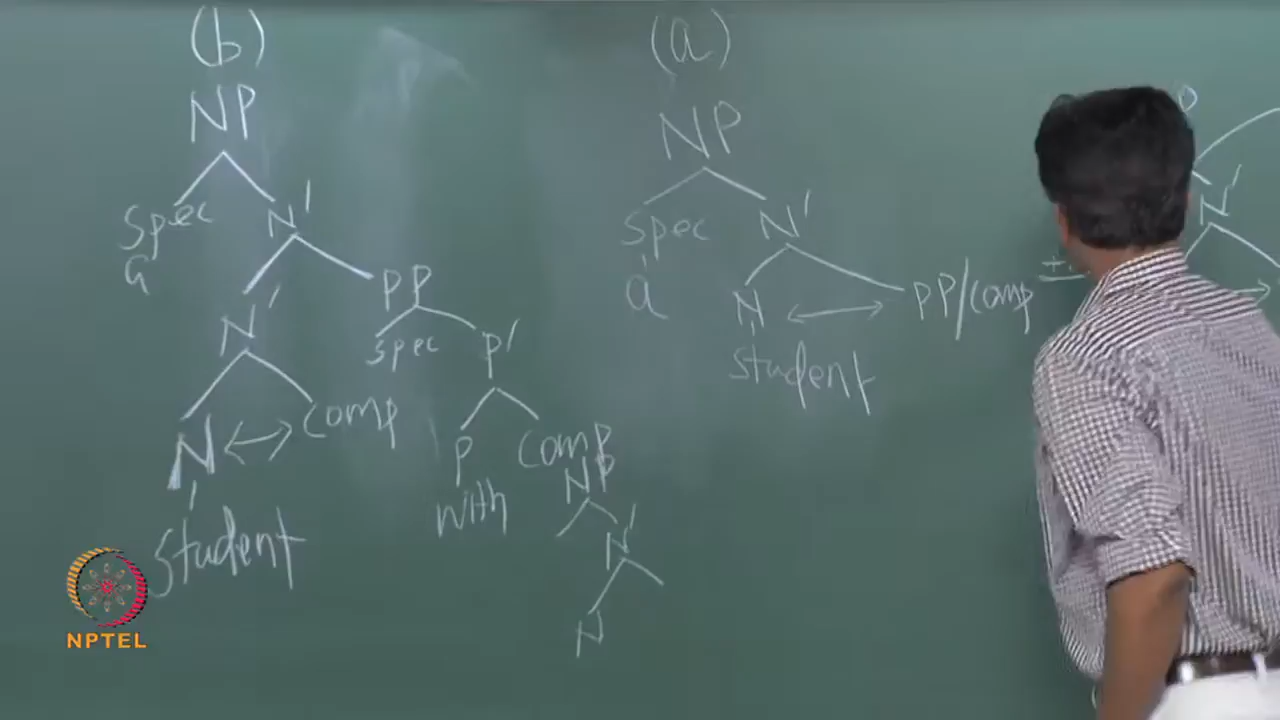 (b)
NP
Spec
a
N'
N'
PP
spec
P'
N
comp
P
comp
with
NP
N'
N
student
(a)
NP
spec
a
N'
N
PP/comp
student
N'
NPTEL